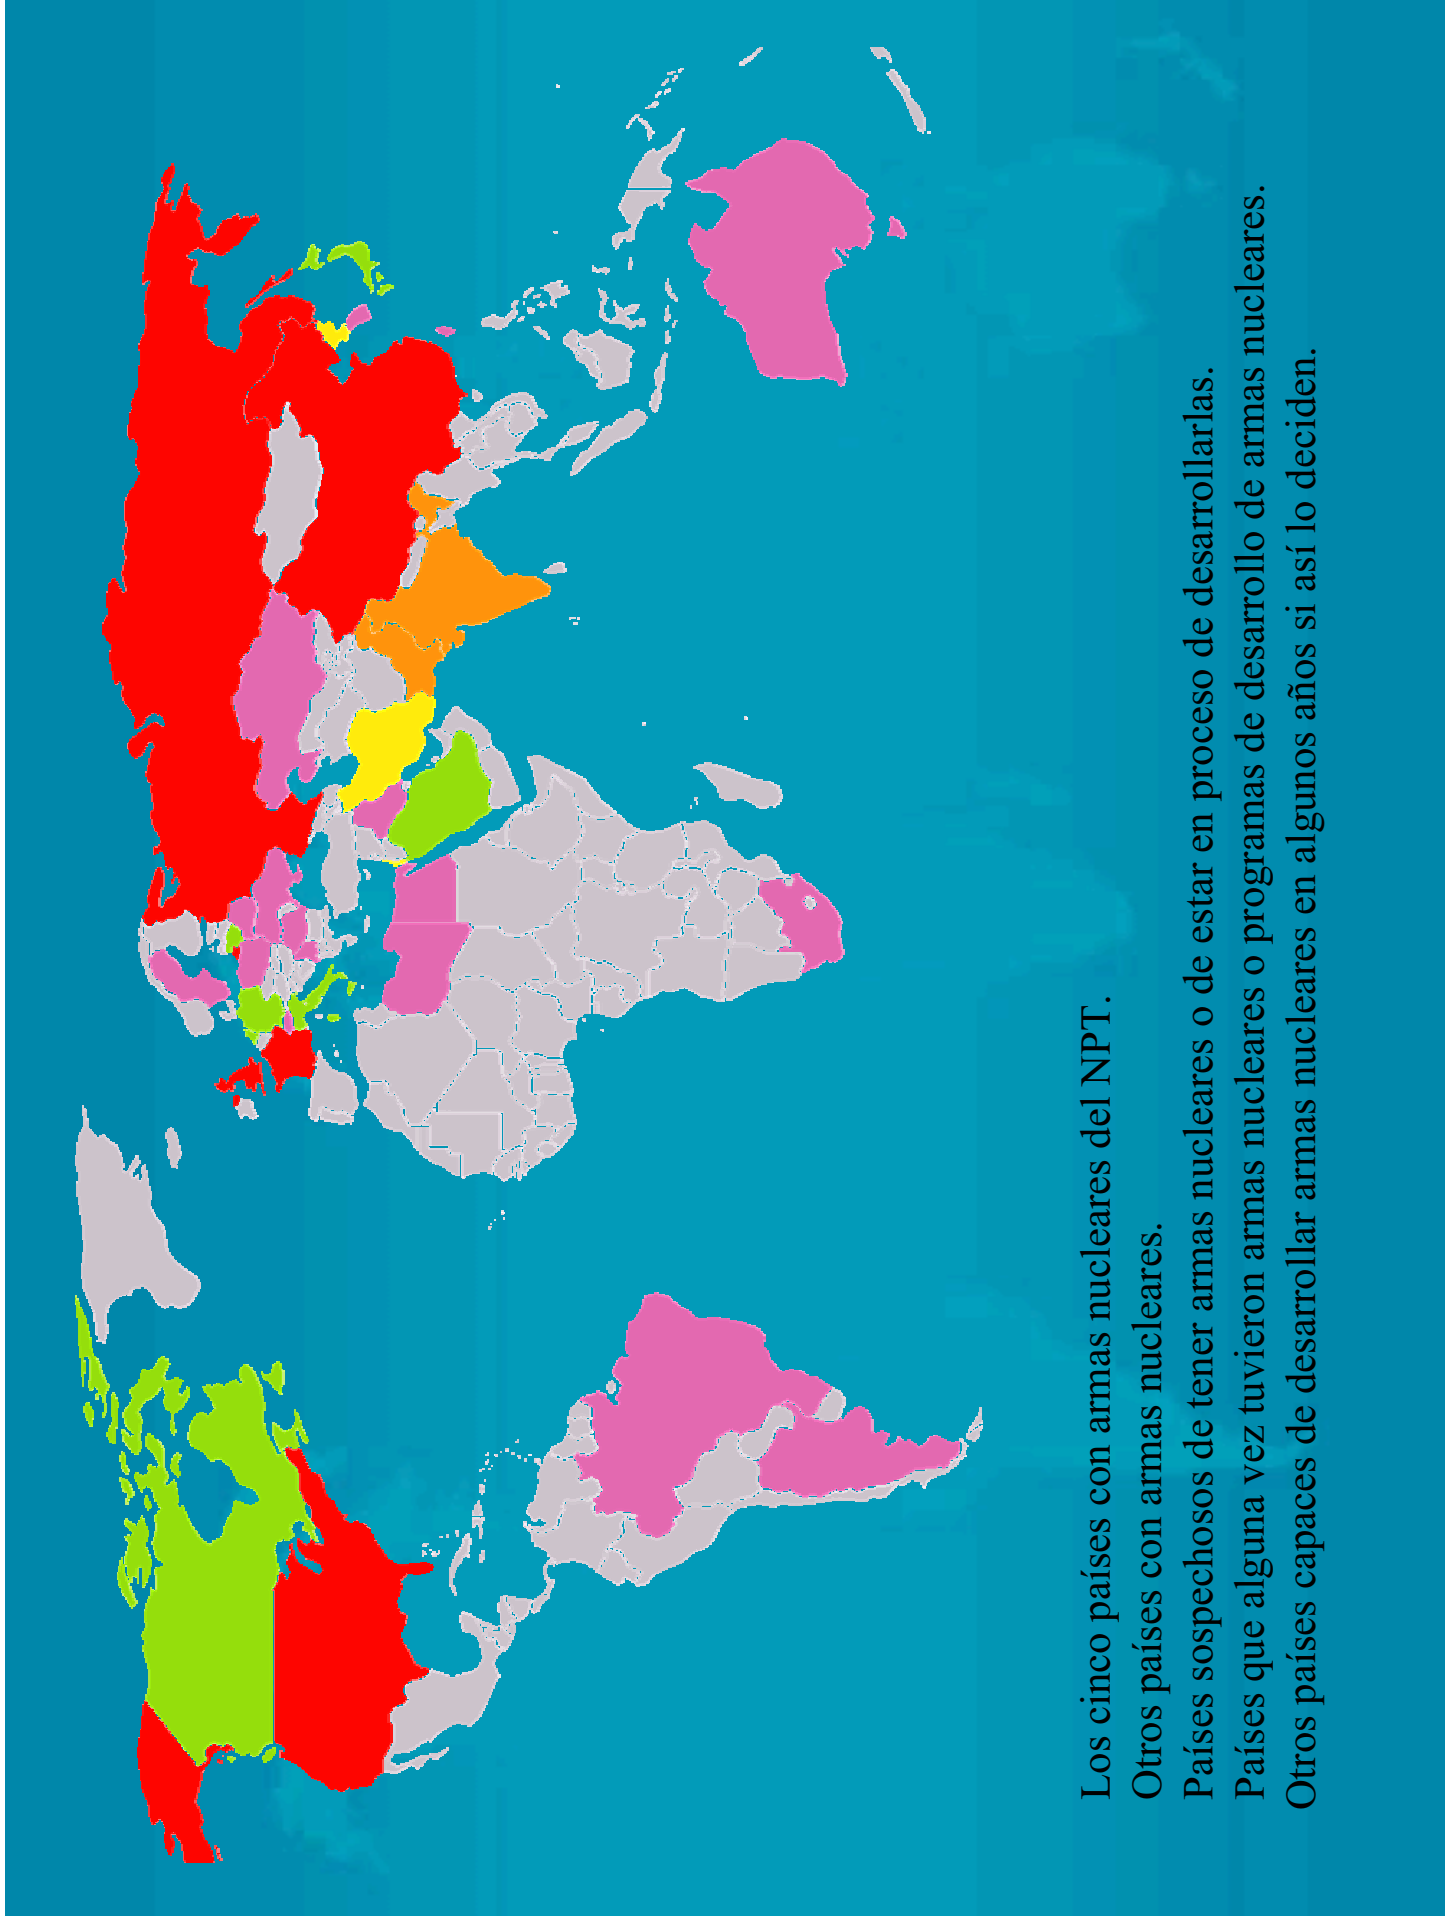 Los cinco países con armas nucleares del NPT.
Otros países con armas nucleares.
Países sospechosos de tener armas nucleares o de estar en proceso de desarrollarlas.
Países que alguna vez tuvieron armas nucleares o programas de desarrollo de armas nucleares.
Otros países capaces de desarrollar armas nucleares en algunos años si así lo deciden.